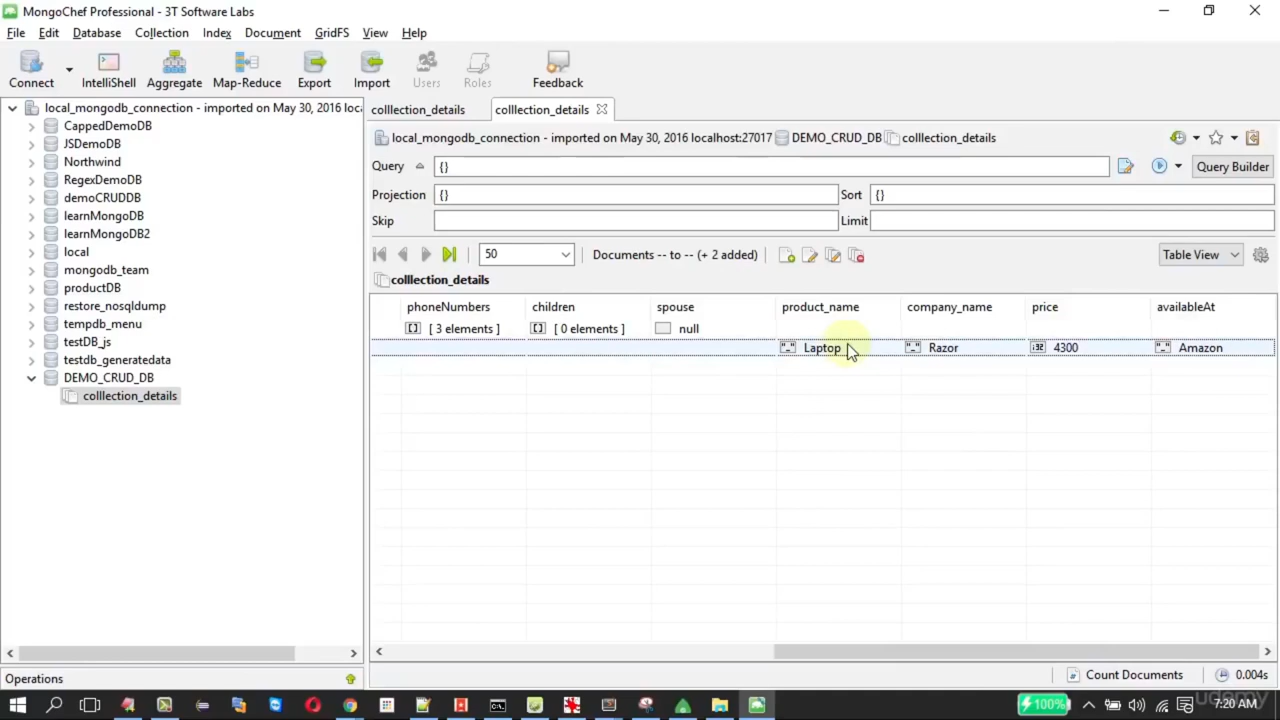 MongoChef Professional - 3T Software Labs
File Edit Database Collection Index Document GridFS View Help
Connect IntelliShell Aggregate Map-Reduce Export Import Users Roles Feedback
local_mongodb_connection - imported on May 30, 2016 loca
CappedDemoDB
JSDemoDB
Northwind
RegexDemoDB
demoCRUDDB
learnMongoDB
learnMongoDB2
local
mongodb_team
productDB
restore_nosqldump
tempdb_menu
testDB_js
testdb_generatedata
DEMO_CRUD_DB
colllection_details
Operations
colllection_details colllection_details
local_mongodb_connection - imported on May 30, 2016 localhost:27017 DEMO_CRUD_DB colllection_details
Query {} Query Builder
Projection {} Sort {}
Skip Limit
50 Documents -- to -- (+ 2 added) Table View
colllection_details
phoneNumbers children spouse product_name company_name price availableAt
[ 3 elements ] [ 0 elements ] null
Laptop Razor i32 4300 Amazon
Count Documents 0.004s
100% 7:20 AM
udemy